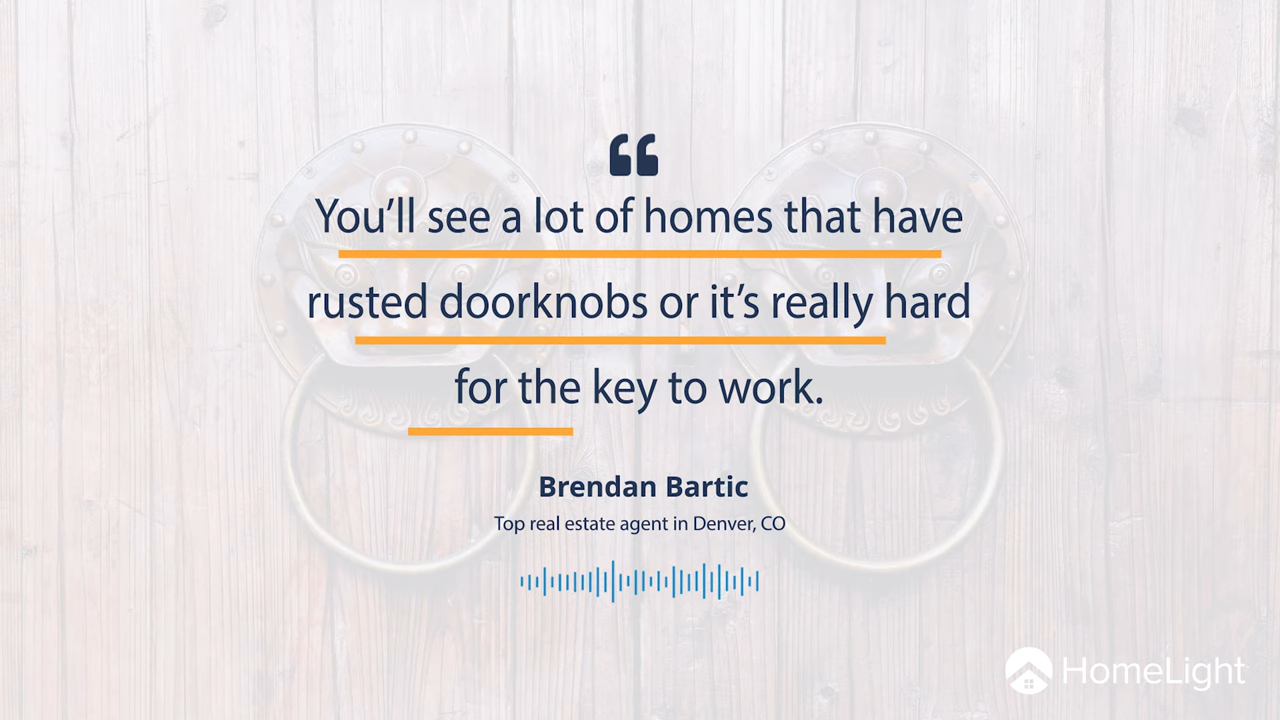 “
You’ll see a lot of homes that have
rusted doorknobs or it’s really hard
for the key to work.
Brendan Bartic
Top real estate agent in Denver, CO
HomeLight